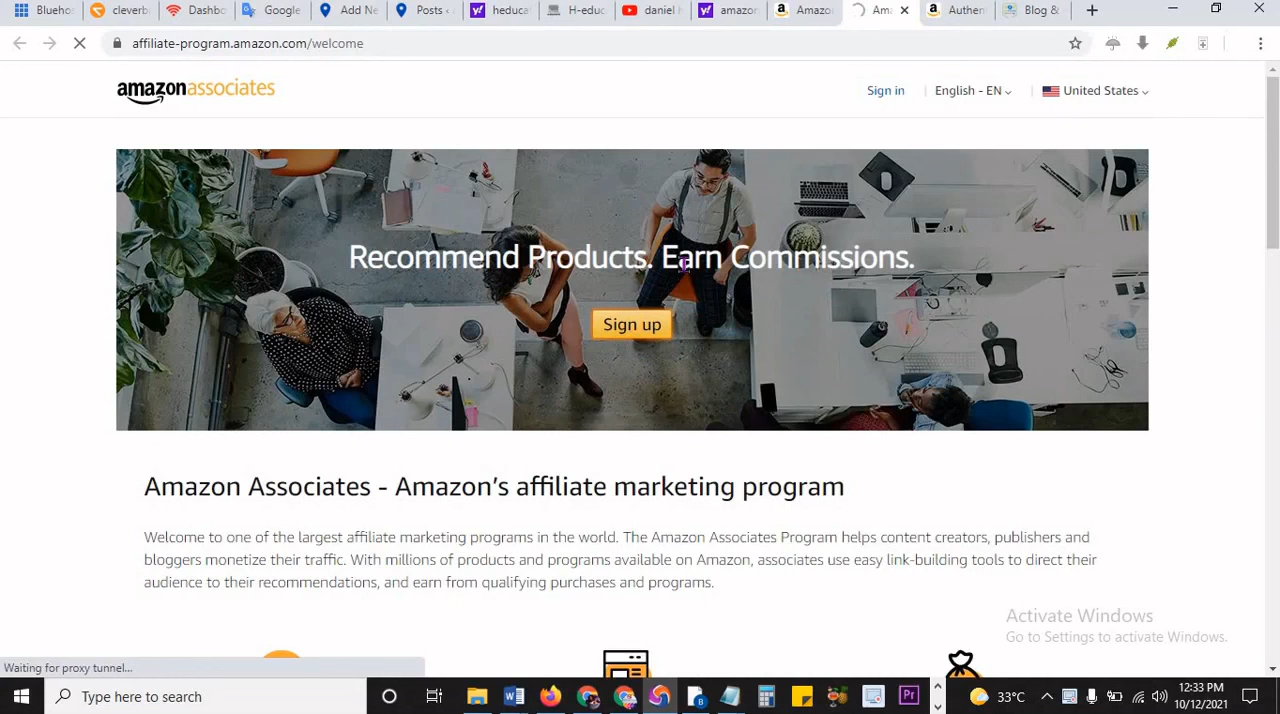 Bluehos
cleverb
Dashbo
Google
Add Ne
Posts ‹
heduca
H-educ
daniel h
amazor
Amazo
Ama
Authen
Blog &
affiliate-program.amazon.com/welcome
amazonassociates
Sign in
English - EN
United States
Recommend Products. Earn Commissions.
Sign up
Amazon Associates - Amazon’s affiliate marketing program
Welcome to one of the largest affiliate marketing programs in the world. The Amazon Associates Program helps content creators, publishers and
bloggers monetize their traffic. With millions of products and programs available on Amazon, associates use easy link-building tools to direct their
audience to their recommendations, and earn from qualifying purchases and programs.
Activate Windows
Go to Settings to activate Windows.
Waiting for proxy tunnel...
Type here to search
Pr
33°C
12:33 PM
10/12/2021